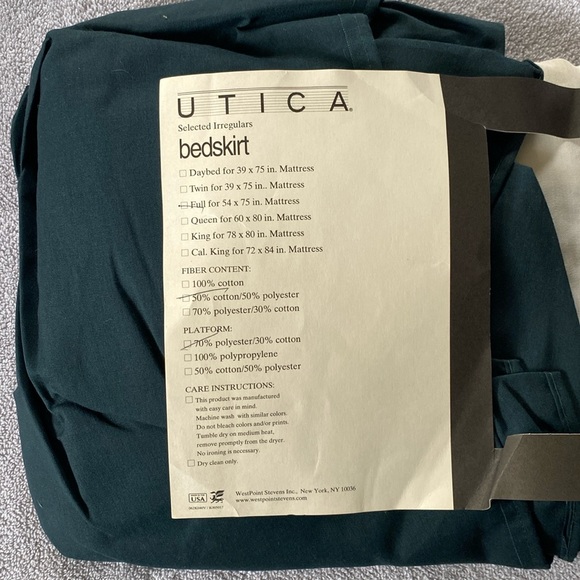 UTICA®
Selected Irregulars
bedskirt
☐ Daybed for 39 x 75 in. Mattress
☐ Twin for 39 x 75 in.. Mattress
☐ Full for 54 x 75 in. Mattress
☐ Queen for 60 x 80 in. Mattress
☐ King for 78 x 80 in. Mattress
☐ Cal. King for 72 x 84 in. Mattress
FIBER CONTENT:
☐ 100% cotton
☐ 50% cotton/50% polyester
☐ 70% polyester/30% cotton
PLATFORM:
☐ 70% polyester/30% cotton
☐ 100% polypropylene
☐ 50% cotton/50% polyester
CARE INSTRUCTIONS:
☐ This product was manufactured
with easy care in mind.
Machine wash with similar colors.
Do not bleach colors and/or prints.
Tumble dry on medium heat,
remove promptly from the dryer.
No ironing is necessary.
☐ Dry clean only.
USA
WestPoint Stevens Inc., New York, NY 10036
www.westpointstevens.com